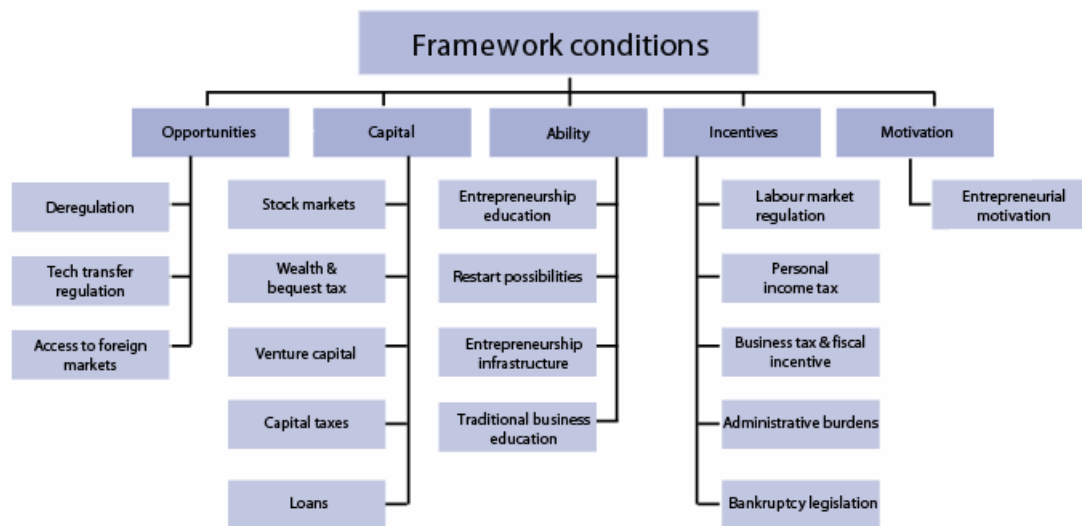 Framework conditions
Opportunities
Capital
Ability
Incentives
Motivation
Deregulation
Tech transfer
regulation
Access to foreign
markets
Stock markets
Wealth &
bequest tax
Venture capital
Capital taxes
Loans
Entrepreneurship
education
Restart possibilities
Entrepreneurship
infrastructure
Traditional business
education
Labour market
regulation
Personal
income tax
Business tax & fiscal
incentive
Administrative burdens
Bankruptcy legislation
Entrepreneurial
motivation